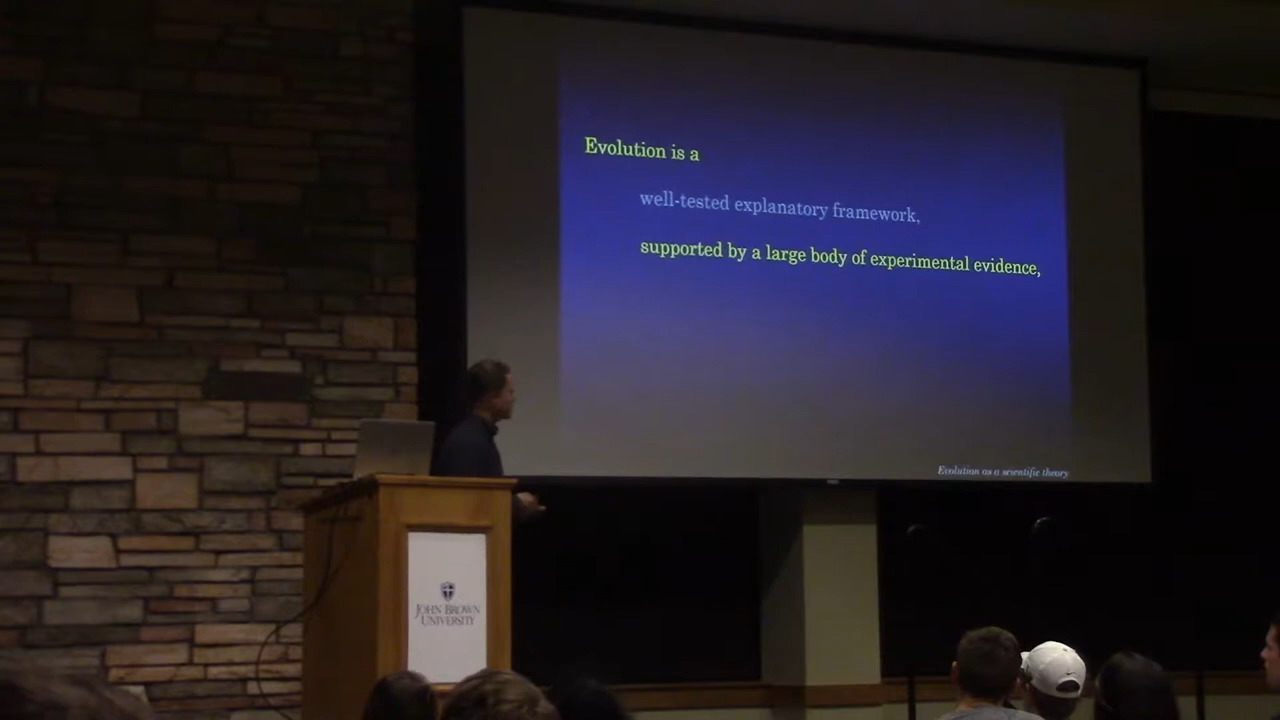 Evolution is a
well-tested explanatory framework,
supported by a large body of experimental evidence,
Evolution as a scientific theory
JOHN BROWN
UNIVERSITY